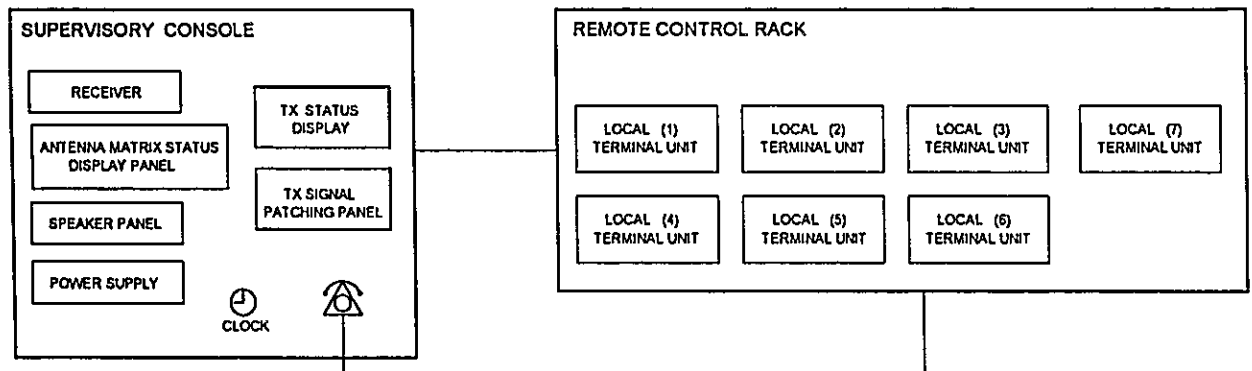 SUPERVISORY CONSOLE
RECEIVER
TX STATUS
DISPLAY
ANTENNA MATRIX STATUS
DISPLAY PANEL
TX SIGNAL
PATCHING PANEL
SPEAKER PANEL
POWER SUPPLY
CLOCK
REMOTE CONTROL RACK
LOCAL (1)
TERMINAL UNIT
LOCAL (2)
TERMINAL UNIT
LOCAL (3)
TERMINAL UNIT
LOCAL (7)
TERMINAL UNIT
LOCAL (4)
TERMINAL UNIT
LOCAL (5)
TERMINAL UNIT
LOCAL (6)
TERMINAL UNIT